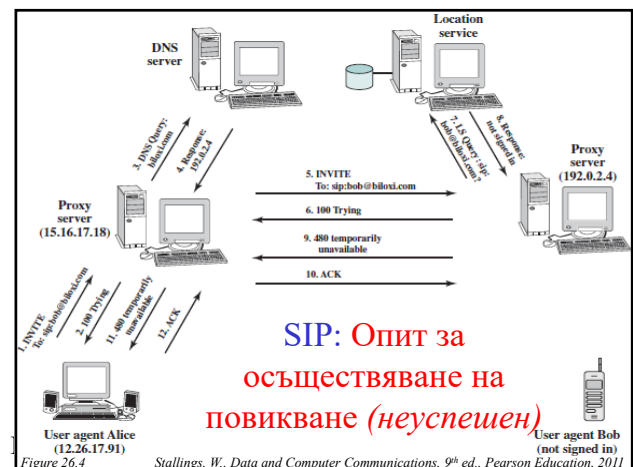 DNS
server
Location
service
3. DNS Query:
biloxi.com
4. Response:
192.0.2.4
7. LS Query : sip:
bob@biloxi.com?
8. Response:
not signed in
Proxy
server
(192.0.2.4)
Proxy
server
(15.16.17.18)
5. INVITE
To: sip:bob@biloxi.com
6. 100 Trying
9. 480 temporarily
unavailable
10. ACK
1. INVITE
To: sip:bob@biloxi.com
2. 100 Trying
11. 480 temporarily
unavailable
12. ACK
SIP: Опит за
осъществяване на
повикване (неуспешен)
User agent Alice
(12.26.17.91)
User agent Bob
(not signed in)
Figure 26.4
Stallings, W., Data and Computer Communications, 9th ed., Pearson Education, 2011